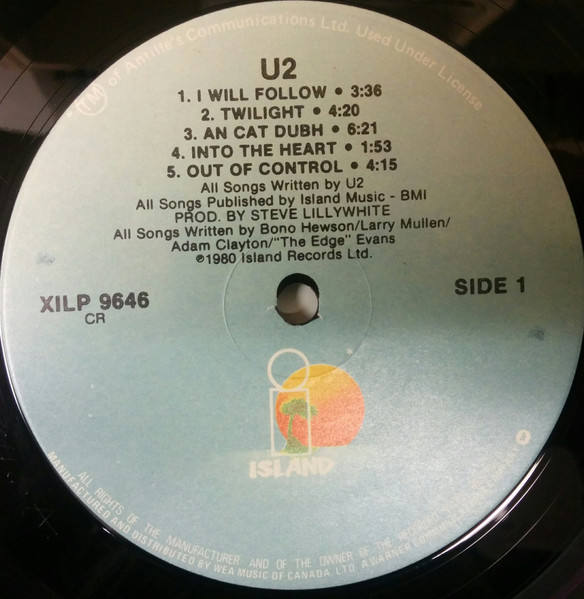 (TM) of Antille's Communications Ltd. Used Under License
U2
1. I WILL FOLLOW • 3:36
2. TWILIGHT • 4:20
3. AN CAT DUBH • 6:21
4. INTO THE HEART • 1:53
5. OUT OF CONTROL • 4:15
All Songs Written by U2
All Songs Published by Island Music - BMI
PROD. BY STEVE LILLYWHITE
All Songs Written by Bono Hewson/Larry Mullen/
Adam Clayton/"The Edge" Evans
℗1980 Island Records Ltd.
XILP 9646
CR
SIDE 1
ISLAND
ALL RIGHTS OF THE MANUFACTURER AND OF THE OWNER OF THE
MANUFACTURED AND DISTRIBUTED BY WEA MUSIC OF CANADA, LTD. A WARNER